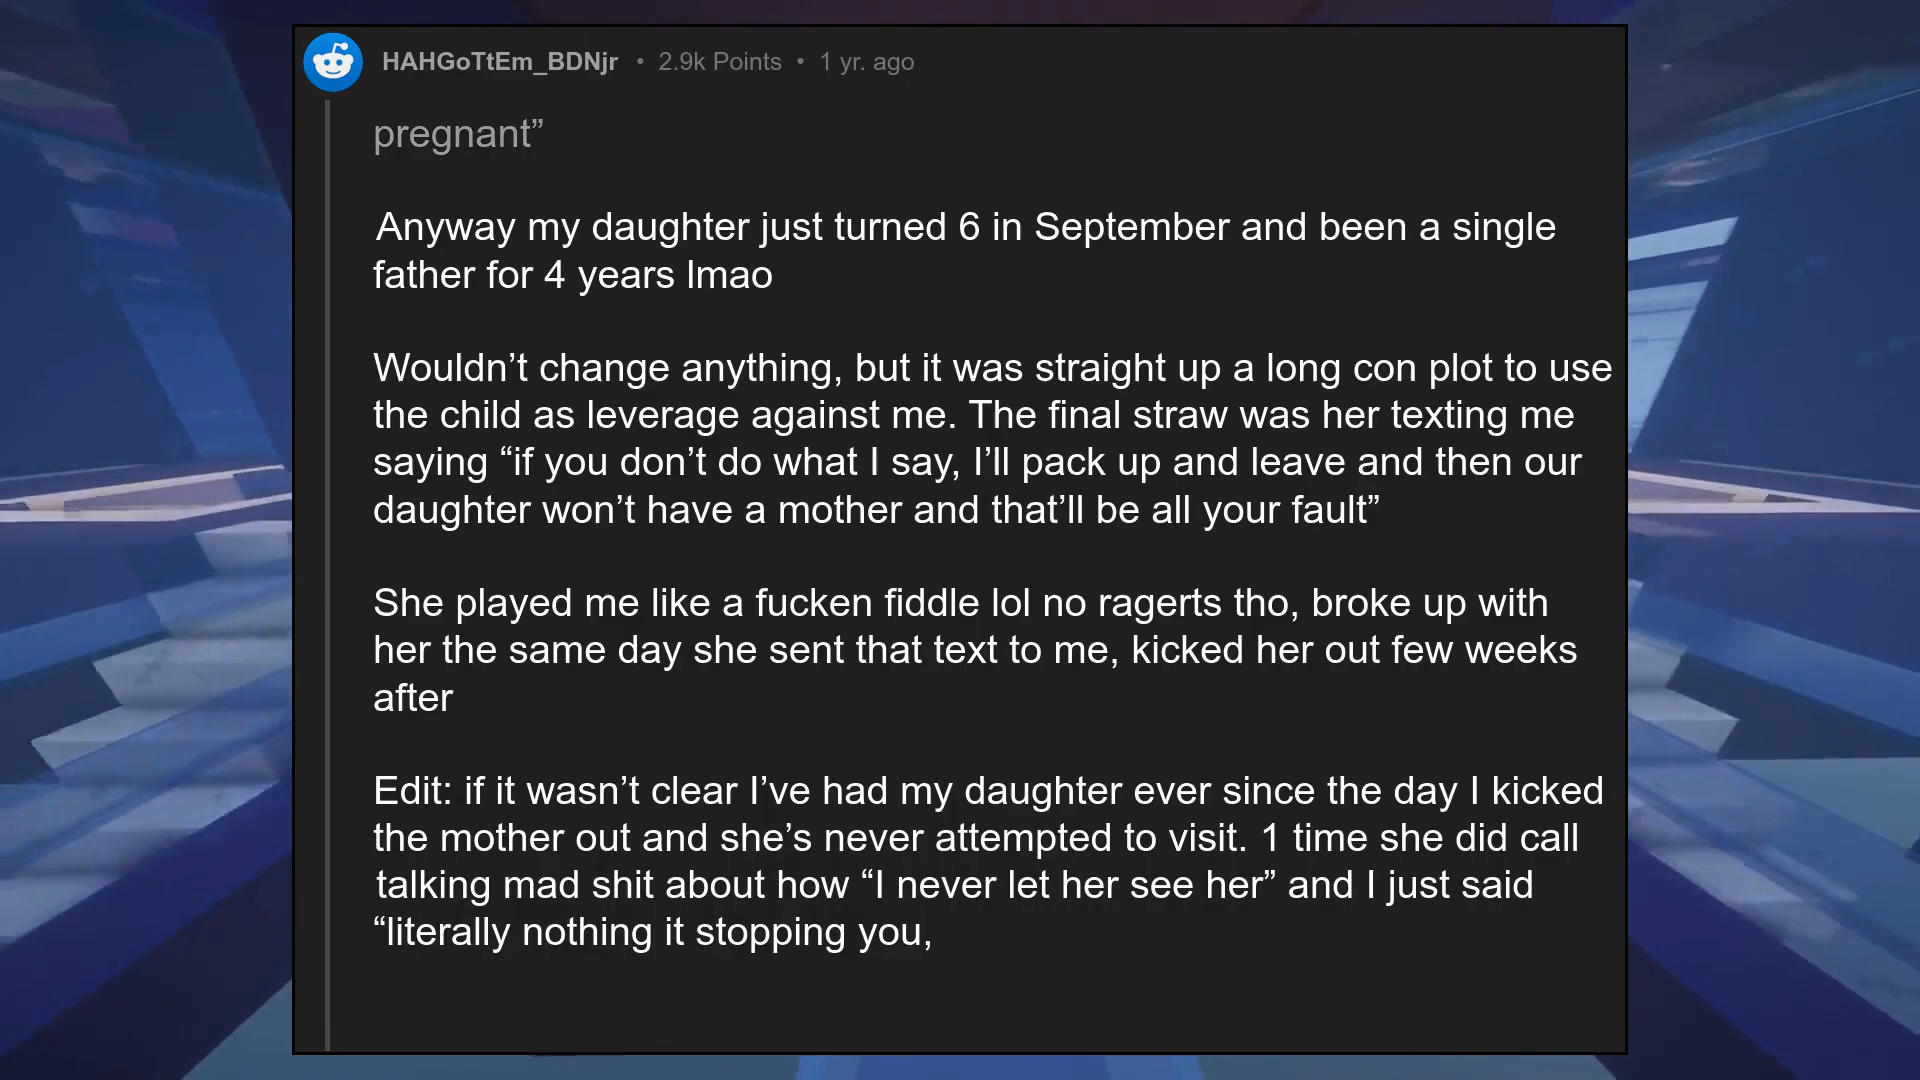 HAHGoTtEm_BDNjr • 2.9k Points • 1 yr. ago
pregnant”
Anyway my daughter just turned 6 in September and been a single
father for 4 years lmao
Wouldn’t change anything, but it was straight up a long con plot to use
the child as leverage against me. The final straw was her texting me
saying “if you don’t do what I say, I’ll pack up and leave and then our
daughter won’t have a mother and that’ll be all your fault”
She played me like a fucken fiddle lol no ragerts tho, broke up with
her the same day she sent that text to me, kicked her out few weeks
after
Edit: if it wasn’t clear I’ve had my daughter ever since the day I kicked
the mother out and she’s never attempted to visit. 1 time she did call
talking mad shit about how “I never let her see her” and I just said
“literally nothing it stopping you,